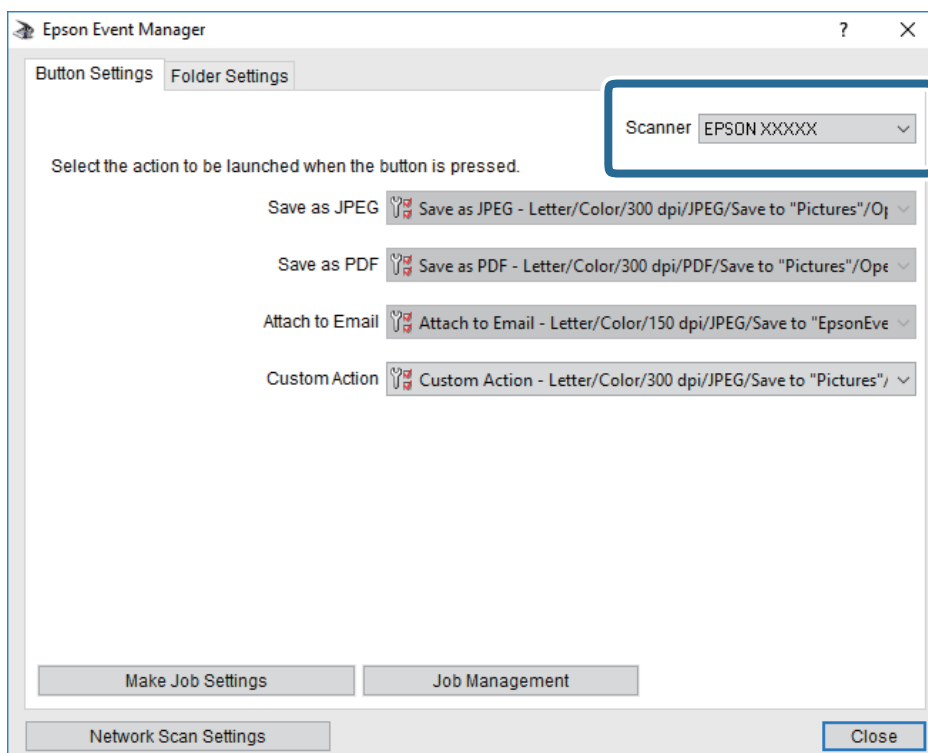 Epson Event Manager
Button Settings Folder Settings
Scanner EPSON XXXXX
Select the action to be launched when the button is pressed.
Save as JPEG Save as JPEG - Letter/Color/300 dpi/JPEG/Save to "Pictures"/Op
Save as PDF Save as PDF - Letter/Color/300 dpi/PDF/Save to "Pictures"/Ope
Attach to Email Attach to Email - Letter/Color/150 dpi/JPEG/Save to "EpsonEve
Custom Action Custom Action - Letter/Color/300 dpi/JPEG/Save to "Pictures"/
Make Job Settings Job Management
Network Scan Settings Close